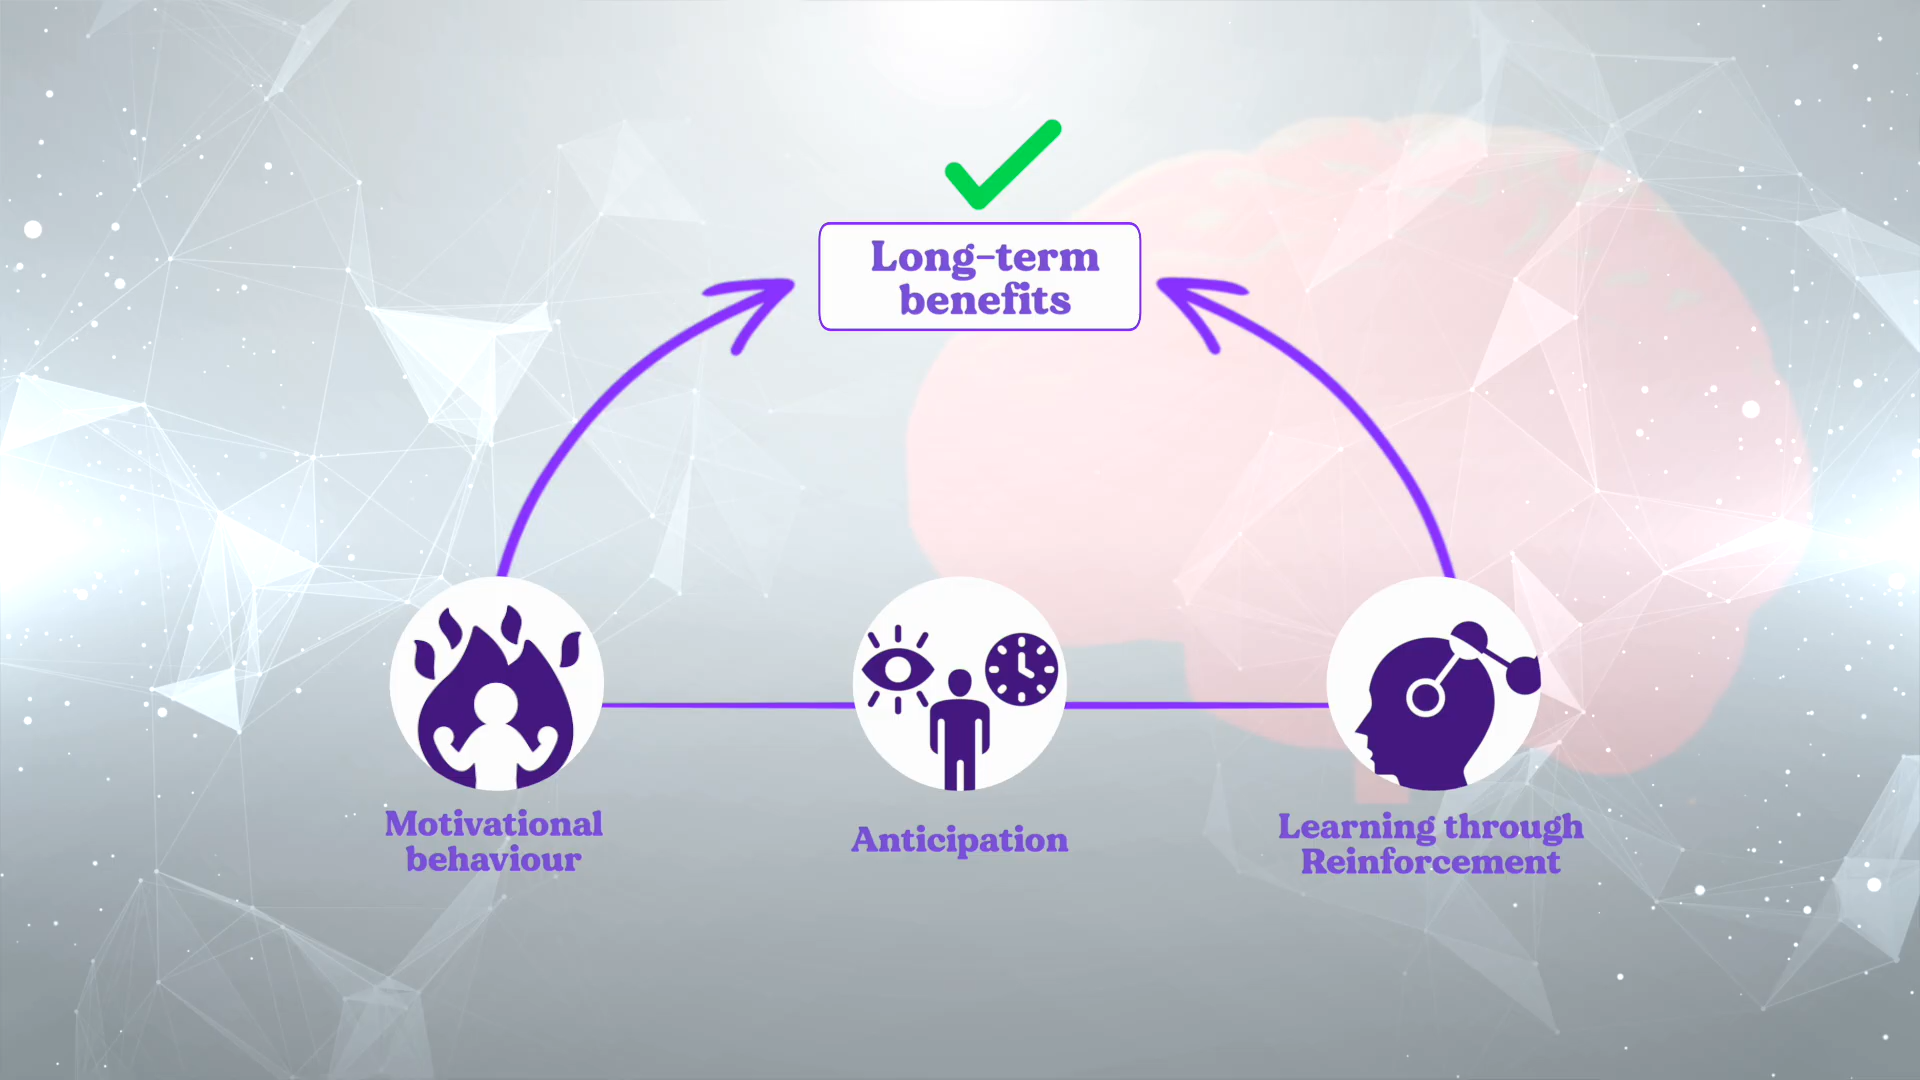 Long-term
benefits
Motivational
behaviour
Anticipation
Learning through
Reinforcement